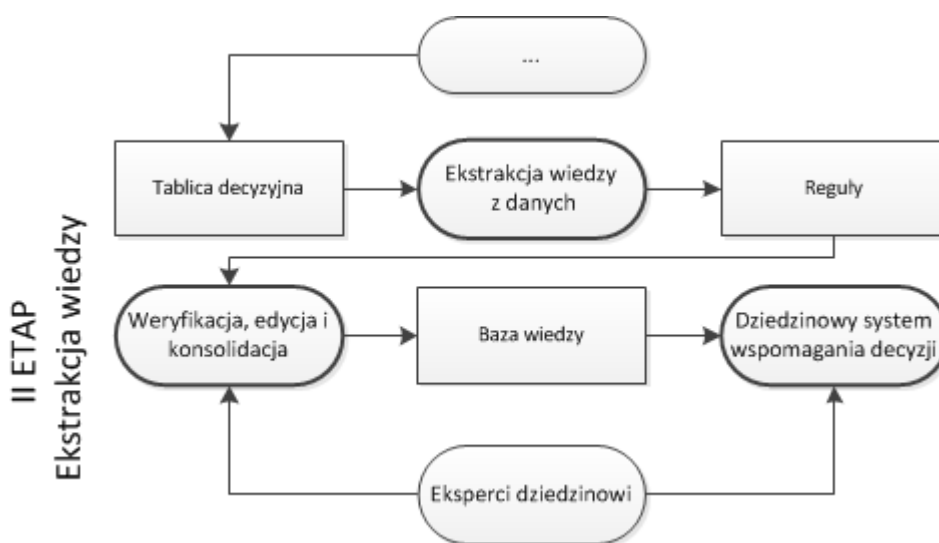 ...
Tablica decyzyjna
Ekstrakcja wiedzy
z danych
Reguły
II ETAP
Ekstrakcja wiedzy
Weryfikacja, edycja i
konsolidacja
Baza wiedzy
Dziedzinowy system
wspomagania decyzji
Eksperci dziedzinowi